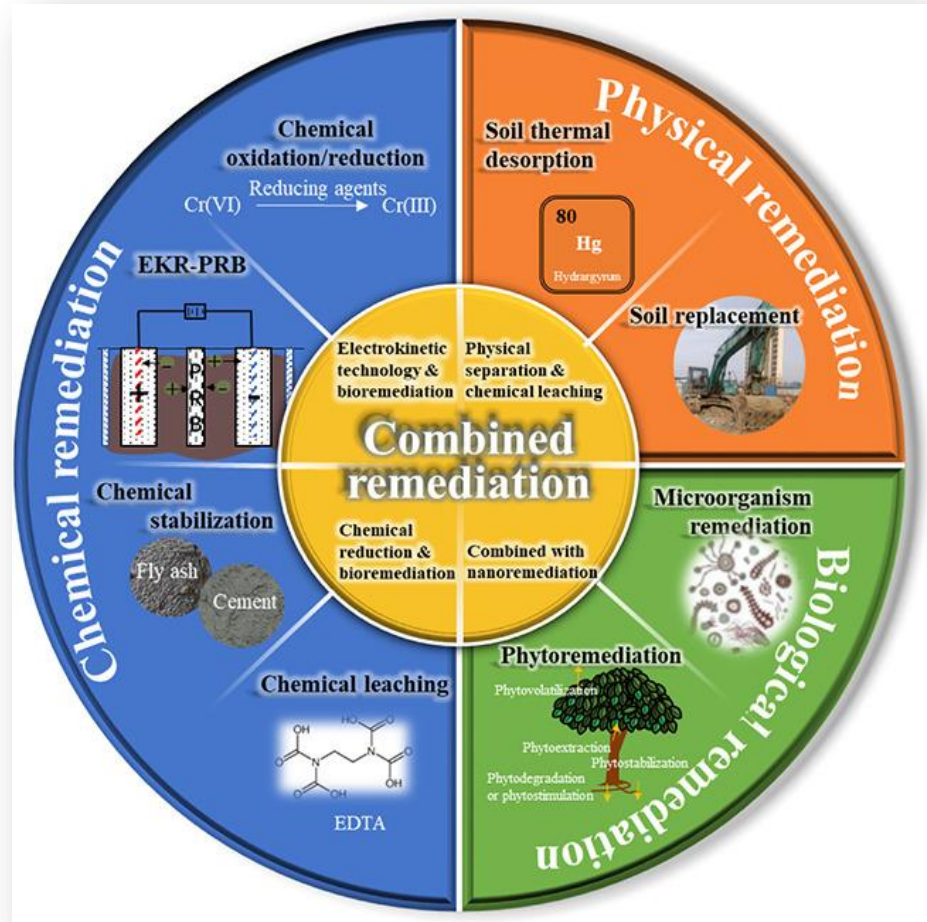 Chemical remediation
Chemical
oxidation/reduction
Reducing agents
Cr(VI)
Cr(III)
EKR-PRB
+
-
+
-
+
-
P
R
B
Chemical
stabilization
Fly ash
Cement
Chemical leaching
HO
O
O
OH
N
N
O
OH
OH
O
EDTA
Physical remediation
Soil thermal
desorption
80
Hg
Hydrargyrum
Soil replacement
Biological remediation
Microorganism
remediation
Phytoremediation
Phytovolatilization
Phytoextraction
Phytostabilization
Phytodegradation
or phytostimulation
Combined
remediation
Electrokinetic
technology &
bioremediation
Physical
separation &
chemical leaching
Chemical
reduction &
bioremediation
Combined with
nanoremediation